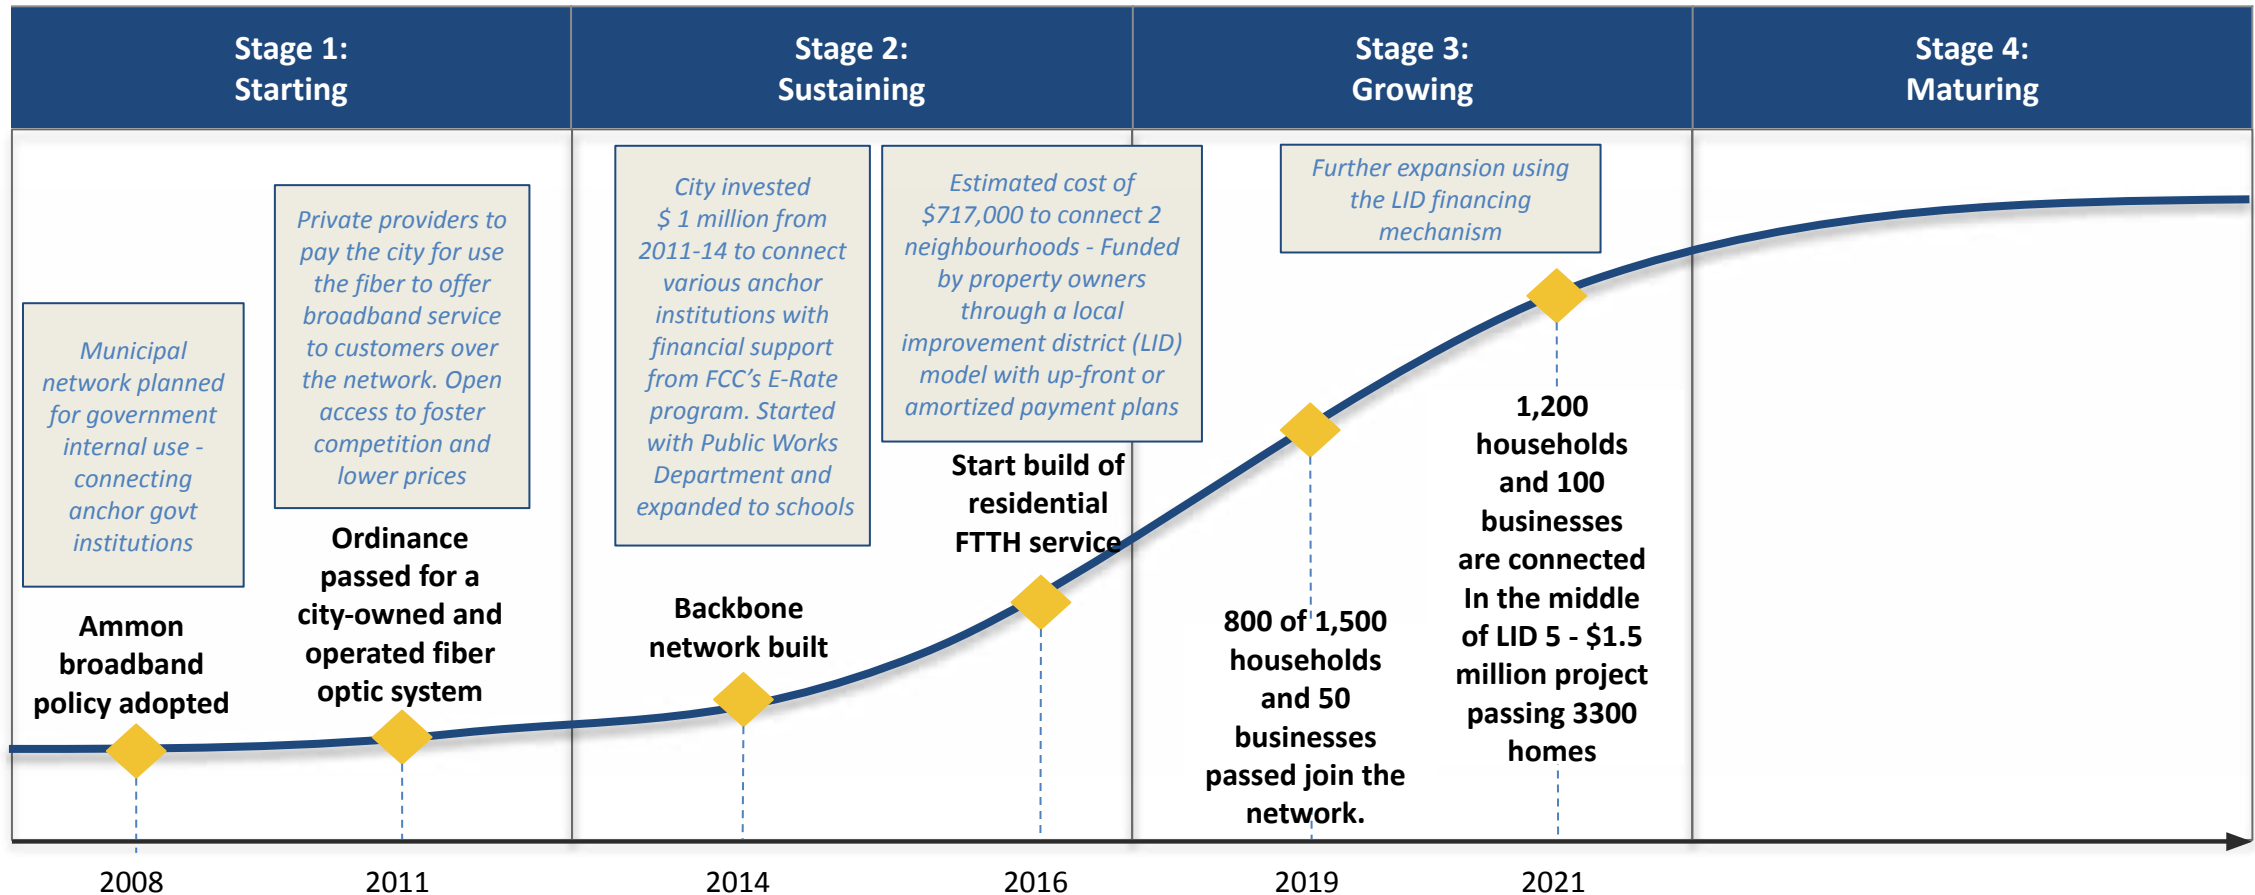 Stage 1:
Starting
Stage 2:
Sustaining
Stage 3:
Growing
Stage 4:
Maturing
Municipal
network planned
for government
internal use -
connecting
anchor govt
institutions
Ammon
broadband
policy adopted
Private providers to
pay the city for use
the fiber to offer
broadband service
to customers over
the network. Open
access to foster
competition and
lower prices
Ordinance
passed for a
city-owned and
operated fiber
optic system
City invested
$ 1 million from
2011-14 to connect
various anchor
institutions with
financial support
from FCC’s E-Rate
program. Started
with Public Works
Department and
expanded to schools
Backbone
network built
Estimated cost of
$717,000 to connect 2
neighbourhoods - Funded
by property owners
through a local
improvement district (LID)
model with up-front or
amortized payment plans
Start build of
residential
FTTH service
800 of 1,500
households
and 50
businesses
passed join the
network.
Further expansion using
the LID financing
mechanism
1,200
households
and 100
businesses
are connected
In the middle
of LID 5 - $1.5
million project
passing 3300
homes
2008
2011
2014
2016
2019
2021